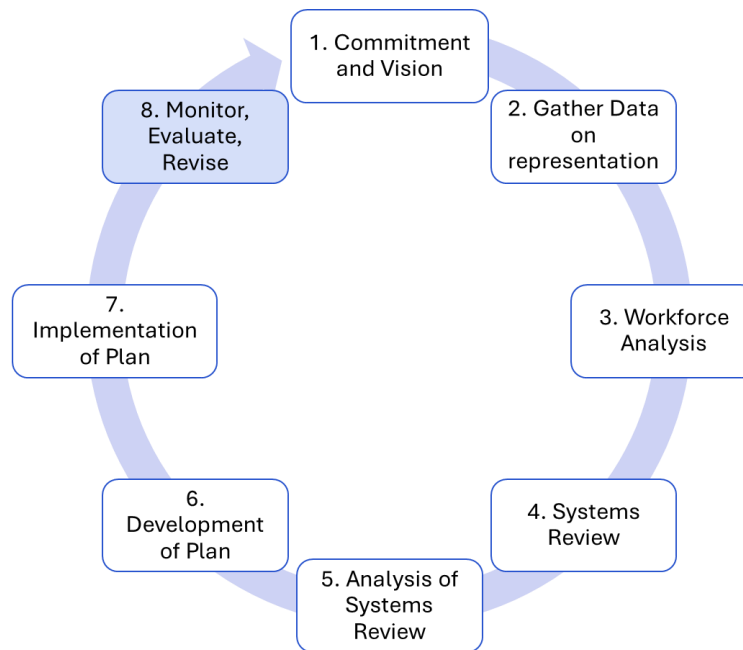 1. Commitment
and Vision
2. Gather Data
on
representation
3. Workforce
Analysis
4. Systems
Review
5. Analysis of
Systems
Review
6.
Development
of Plan
7.
Implementation
of Plan
8. Monitor,
Evaluate,
Revise